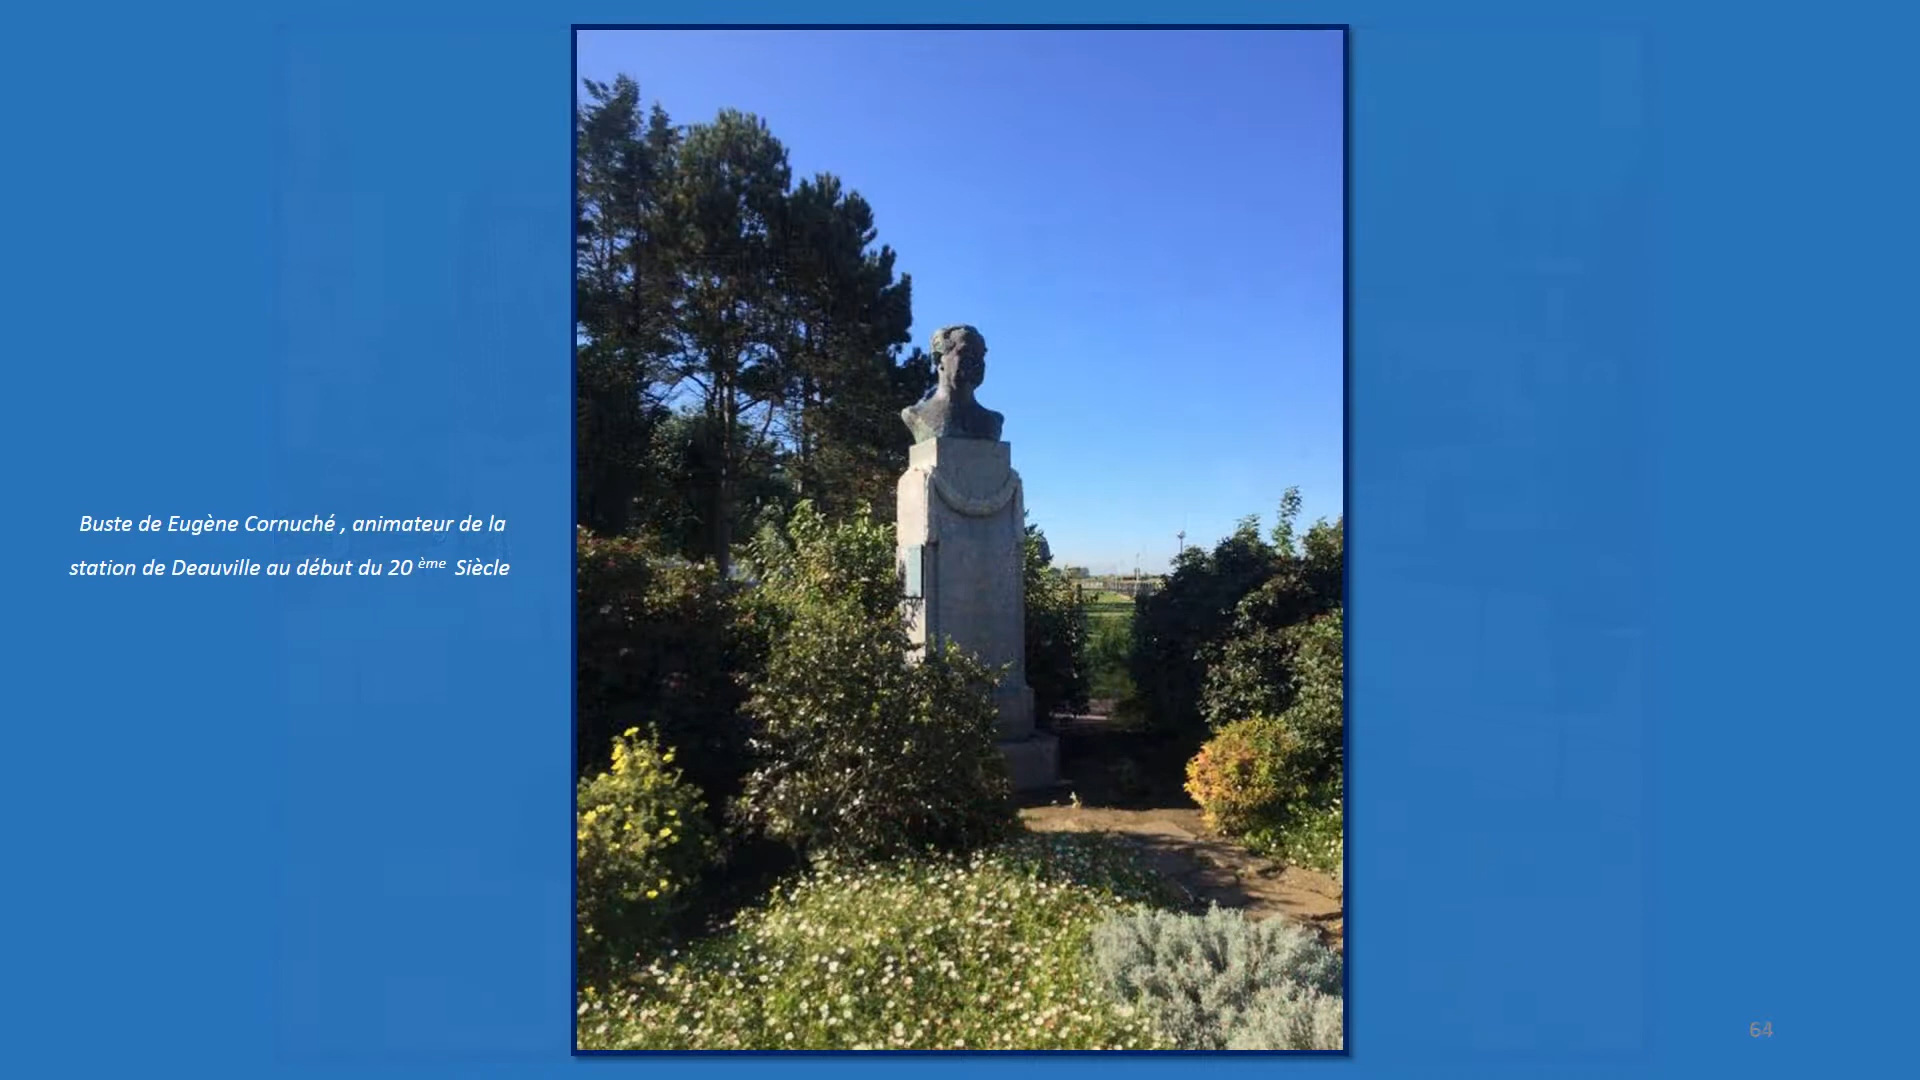 Buste de Eugène Cornuché , animateur de la
station de Deauville au début du 20 ème Siècle
64